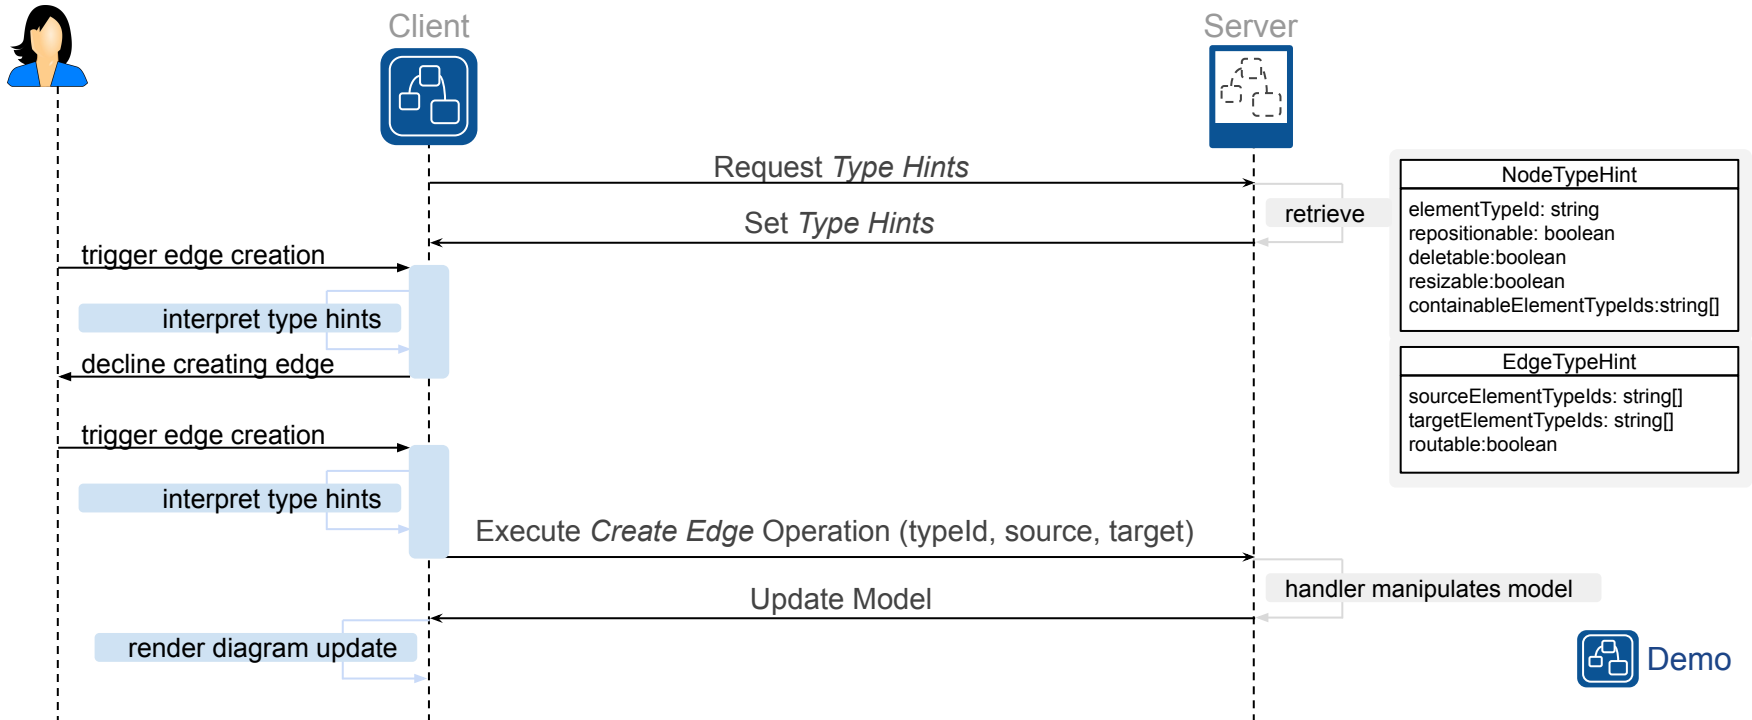 Client
Server
Request Type Hints
retrieve
Set Type Hints
NodeTypeHint
elementTypeId: string
repositionable: boolean
deletable:boolean
resizable:boolean
containableElementTypeIds:string[]
trigger edge creation
interpret type hints
decline creating edge
EdgeTypeHint
sourceElementTypeIds: string[]
targetElementTypeIds: string[]
routable:boolean
trigger edge creation
interpret type hints
Execute Create Edge Operation (typeId, source, target)
handler manipulates model
Update Model
render diagram update
Demo